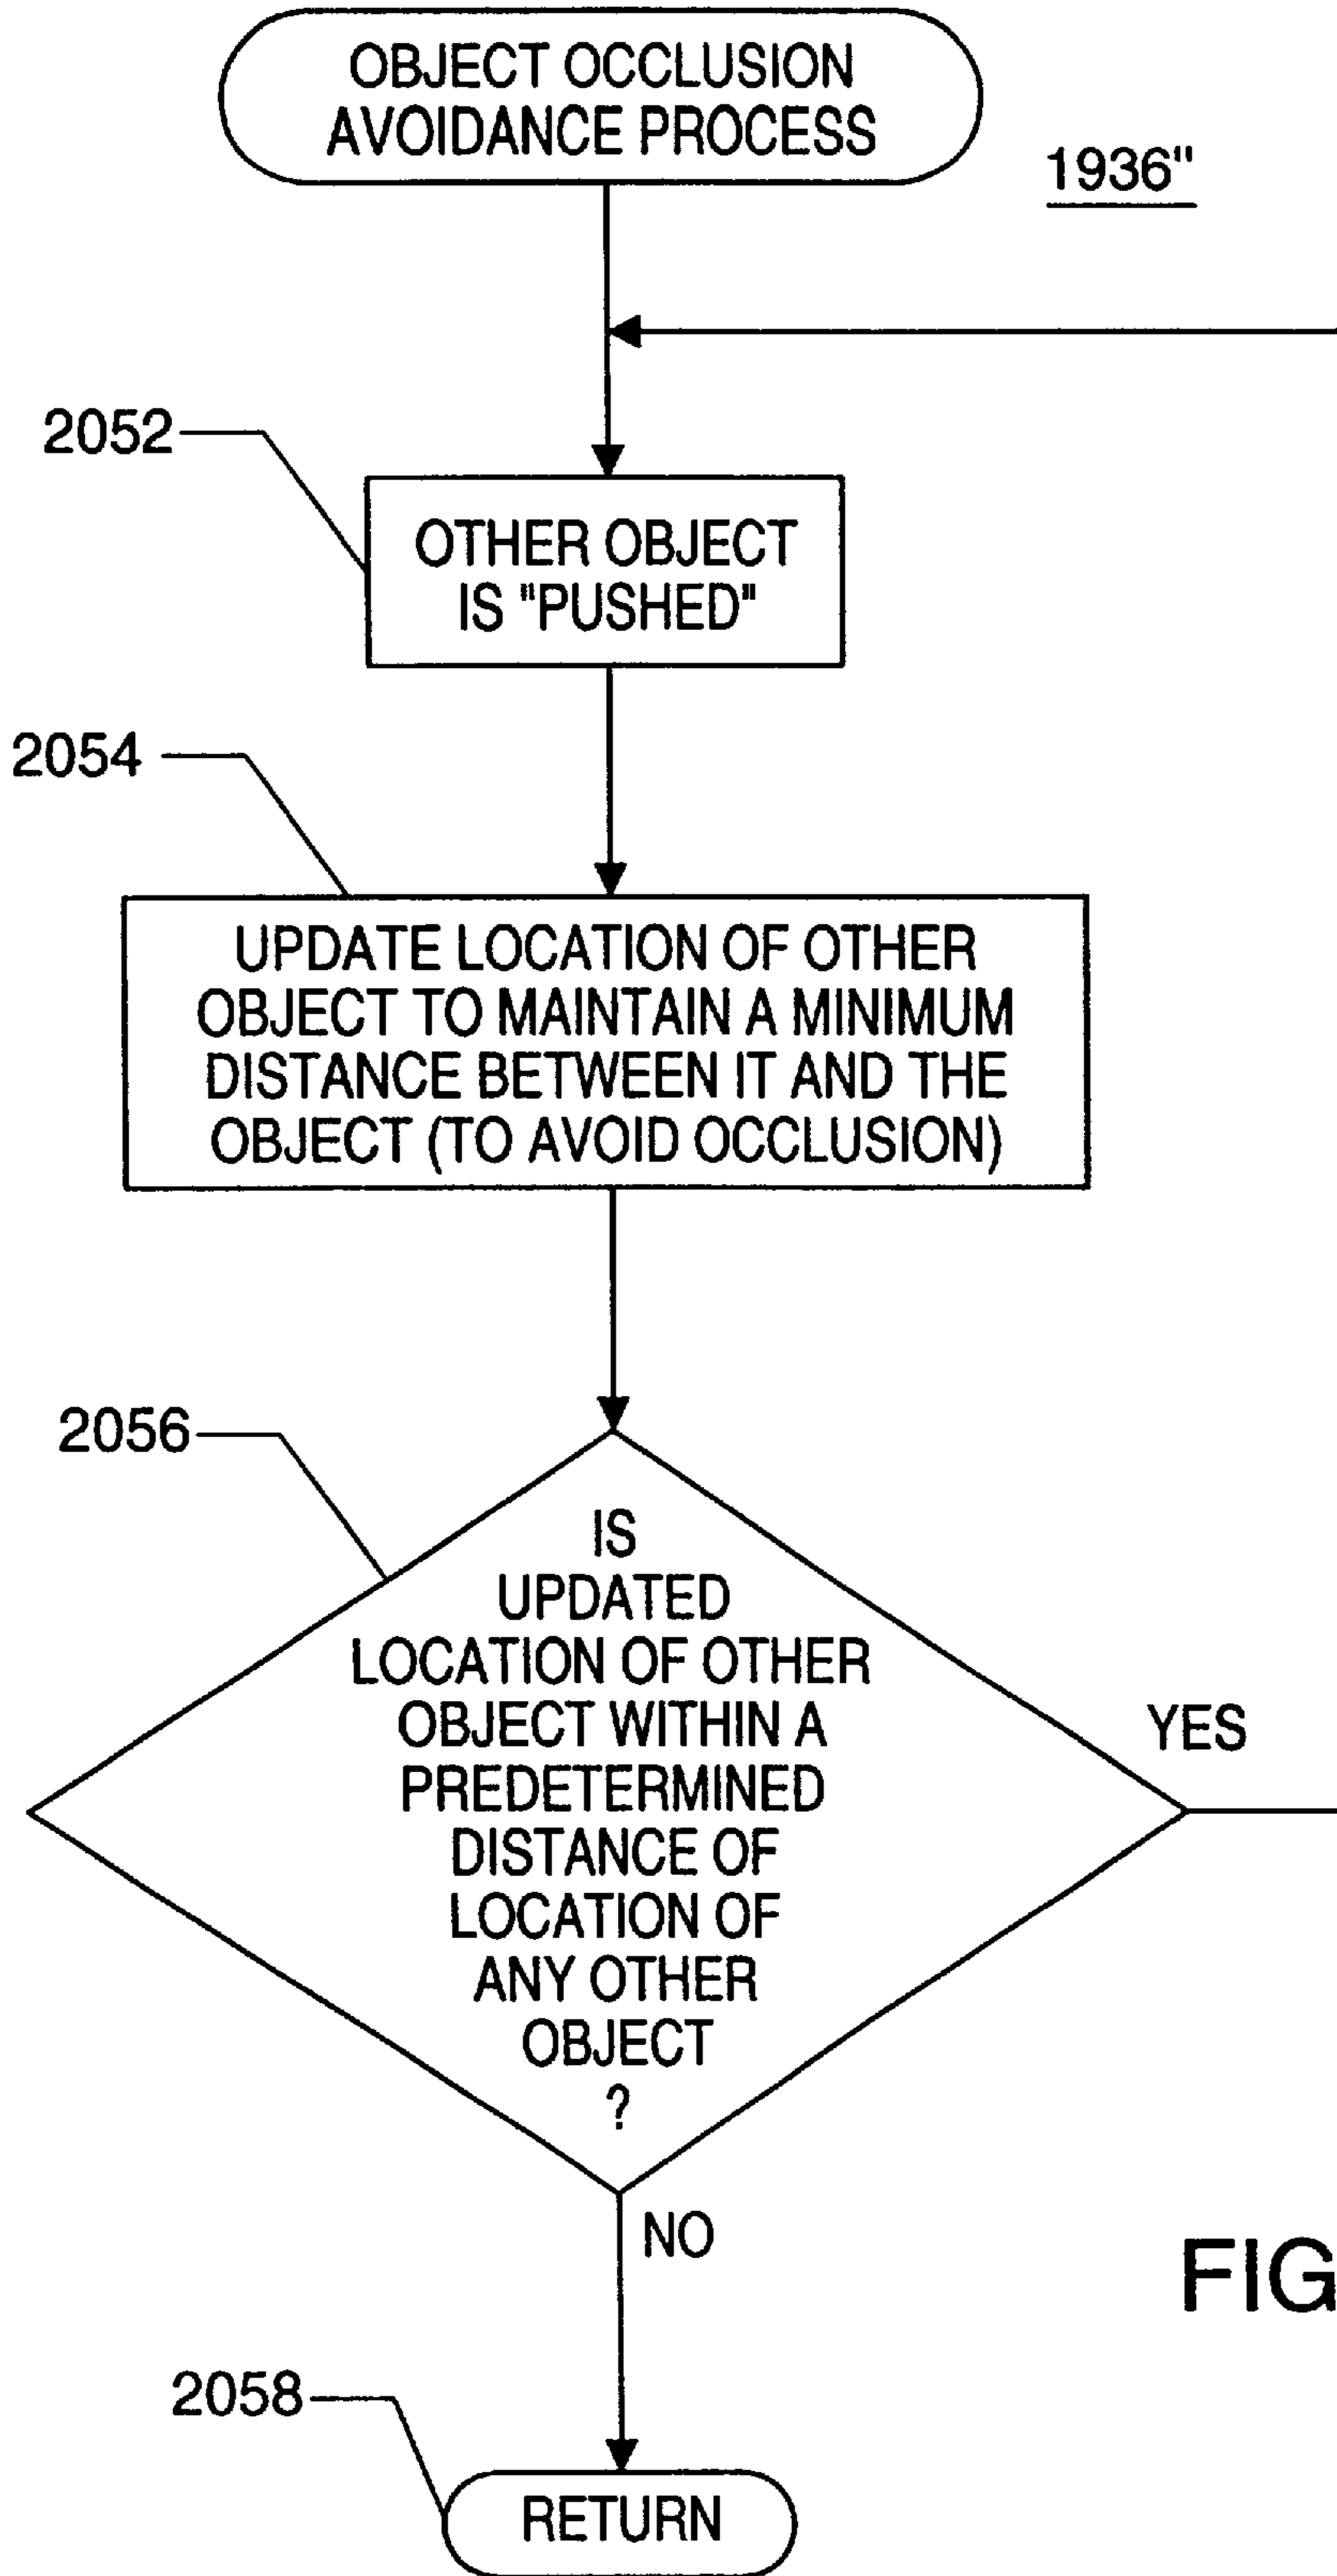 OBJECT OCCLUSION
AVOIDANCE PROCESS
1936"
2052
OTHER OBJECT
IS "PUSHED"
2054
UPDATE LOCATION OF OTHER
OBJECT TO MAINTAIN A MINIMUM
DISTANCE BETWEEN IT AND THE
OBJECT (TO AVOID OCCLUSION)
2056
IS
UPDATED
LOCATION OF OTHER
OBJECT WITHIN A
PREDETERMINED
DISTANCE OF
LOCATION OF
ANY OTHER
OBJECT
?
YES
NO
FIG
2058
RETURN